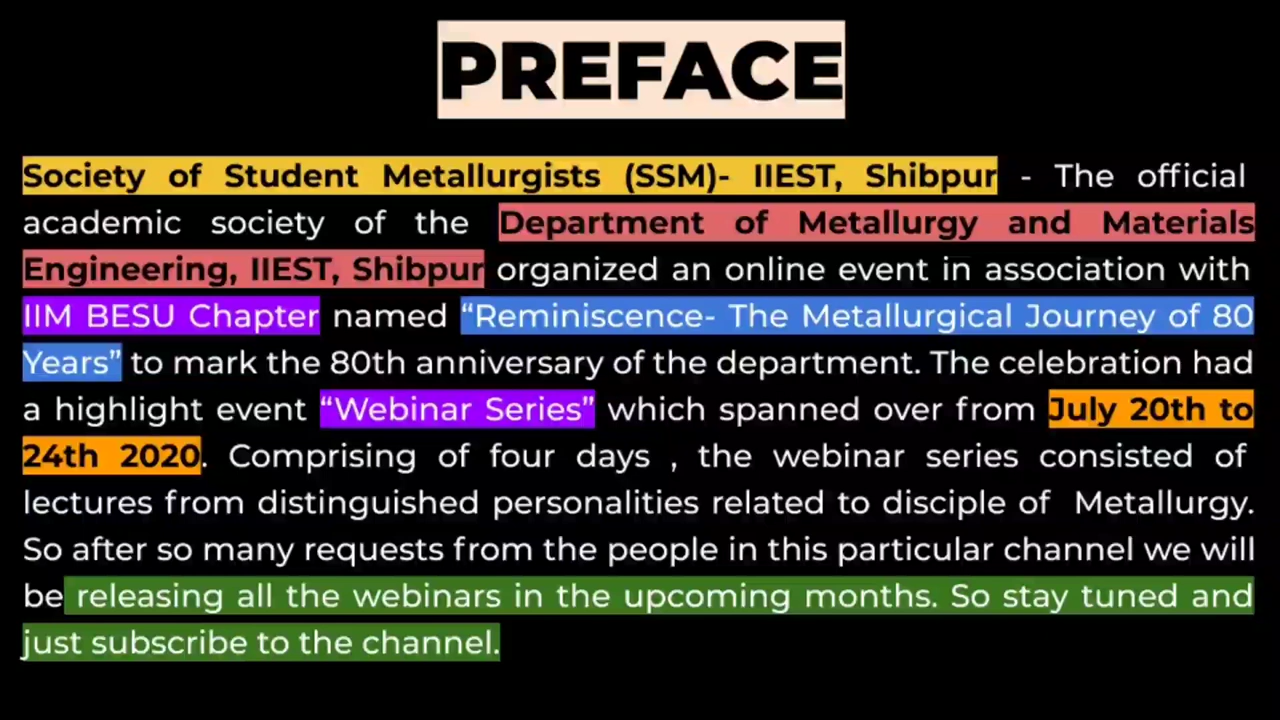 PREFACE
Society of Student Metallurgists (SSM)- IIEST, Shibpur - The official
academic society of the Department of Metallurgy and Materials
Engineering, IIEST, Shibpur organized an online event in association with
IIM BESU Chapter named “Reminiscence- The Metallurgical Journey of 80
Years” to mark the 80th anniversary of the department. The celebration had
a highlight event “Webinar Series” which spanned over from July 20th to
24th 2020. Comprising of four days , the webinar series consisted of
lectures from distinguished personalities related to disciple of Metallurgy.
So after so many requests from the people in this particular channel we will
be releasing all the webinars in the upcoming months. So stay tuned and
just subscribe to the channel.